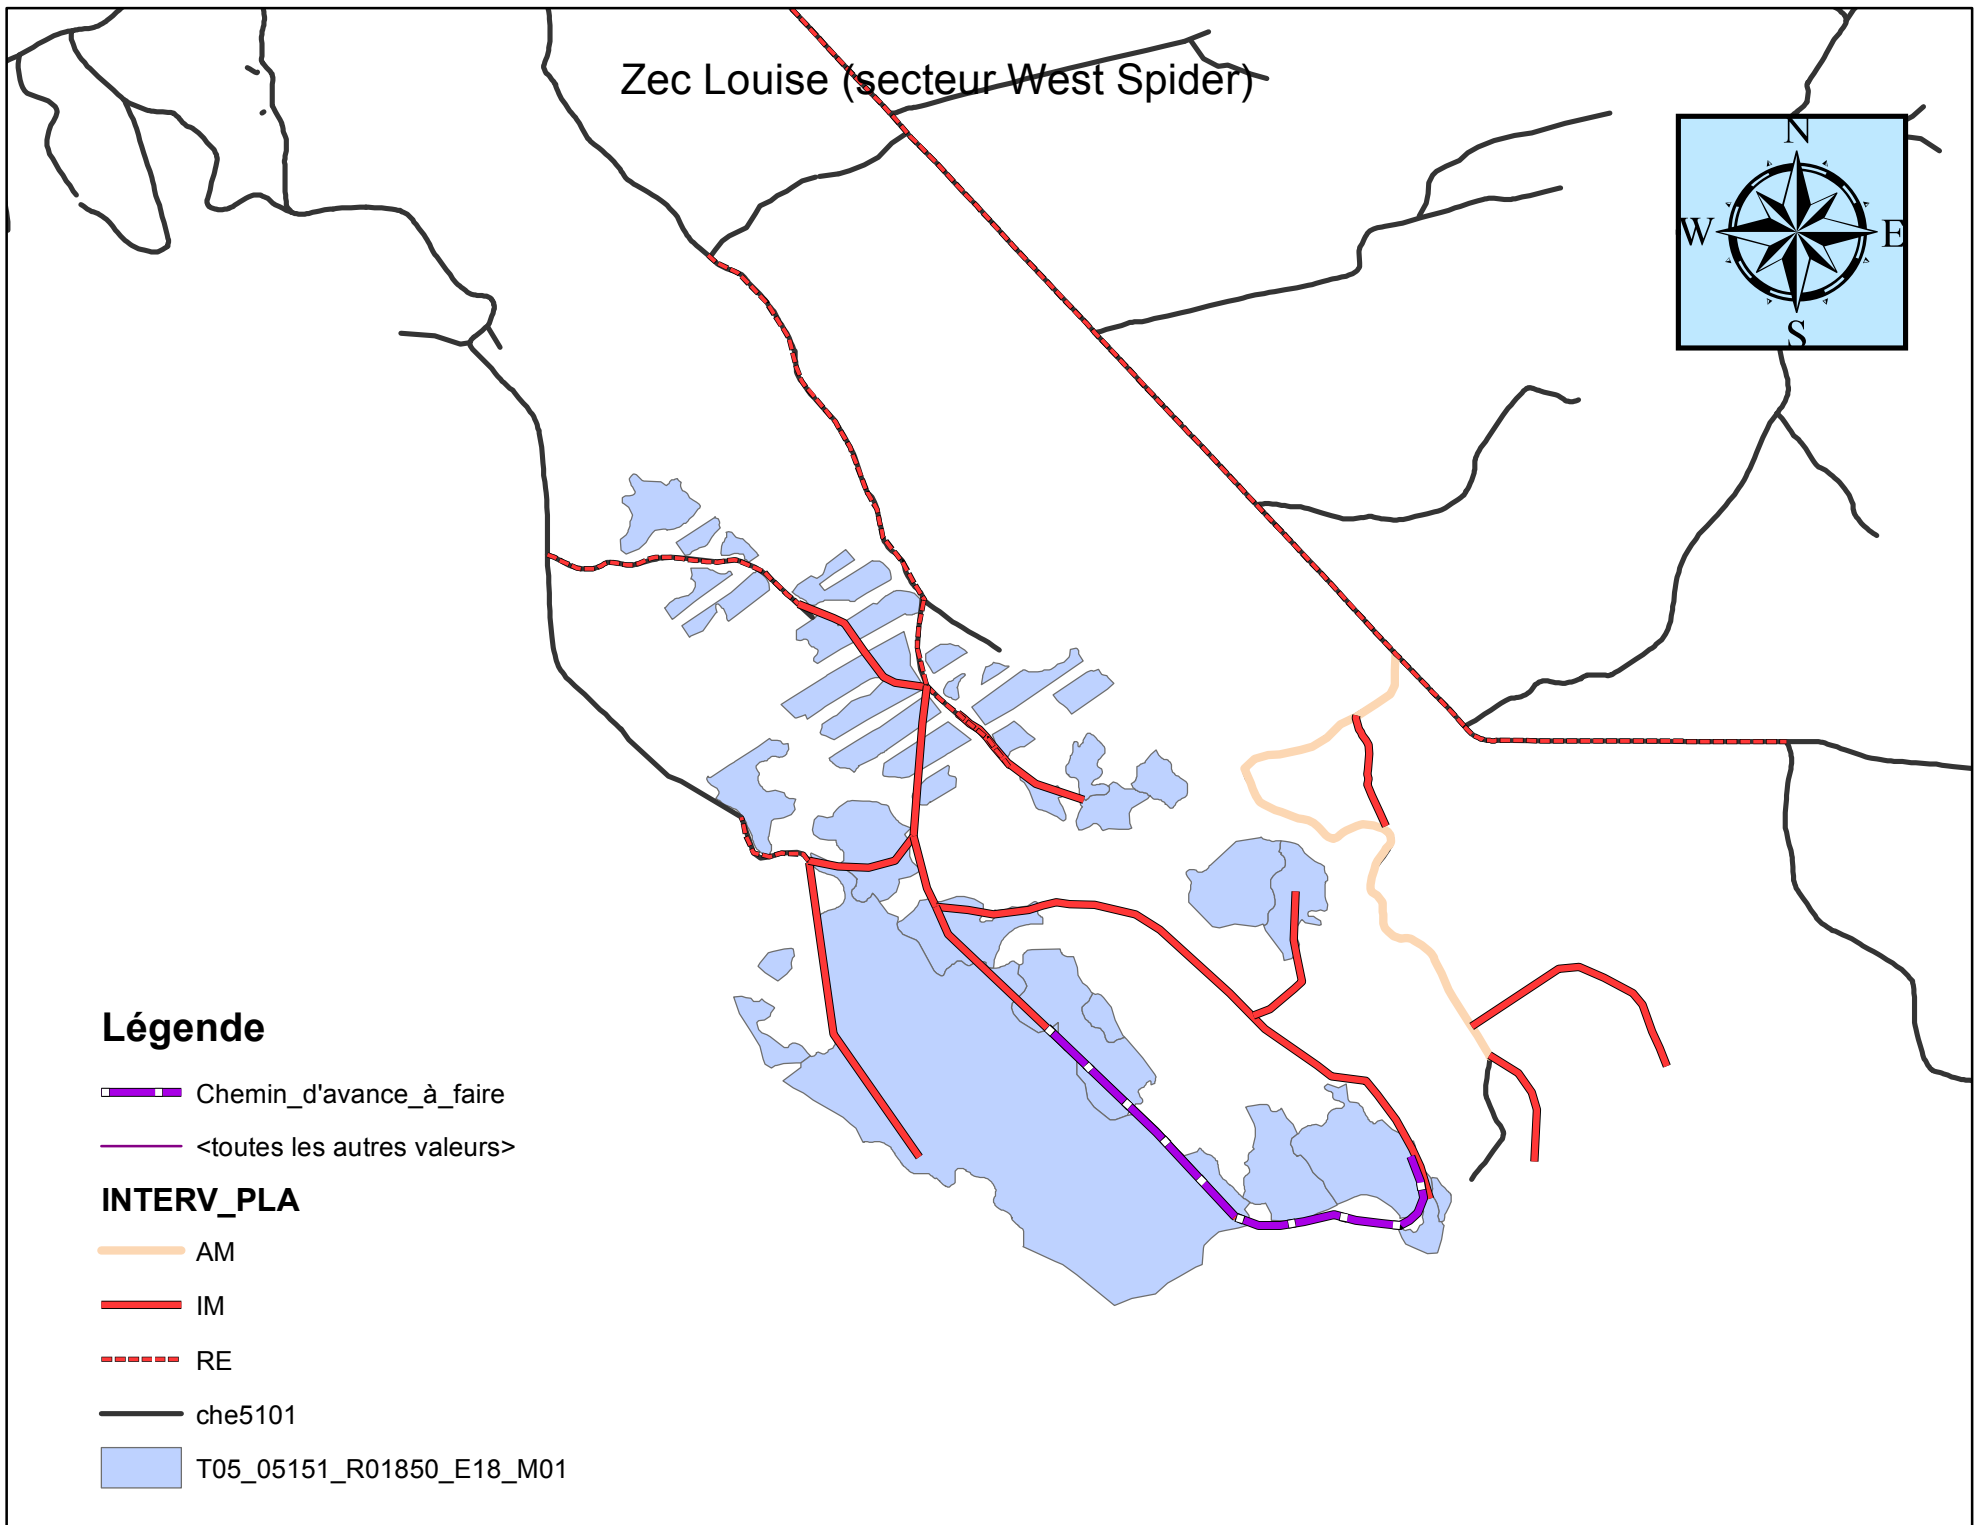 Zec Louise (secteur West Spider)
N
W
E
S
Légende
Chemin_d'avance_à_faire
<toutes les autres valeurs>
INTERV_PLA
AM
IM
RE
che5101
T05_05151_R01850_E18_M01